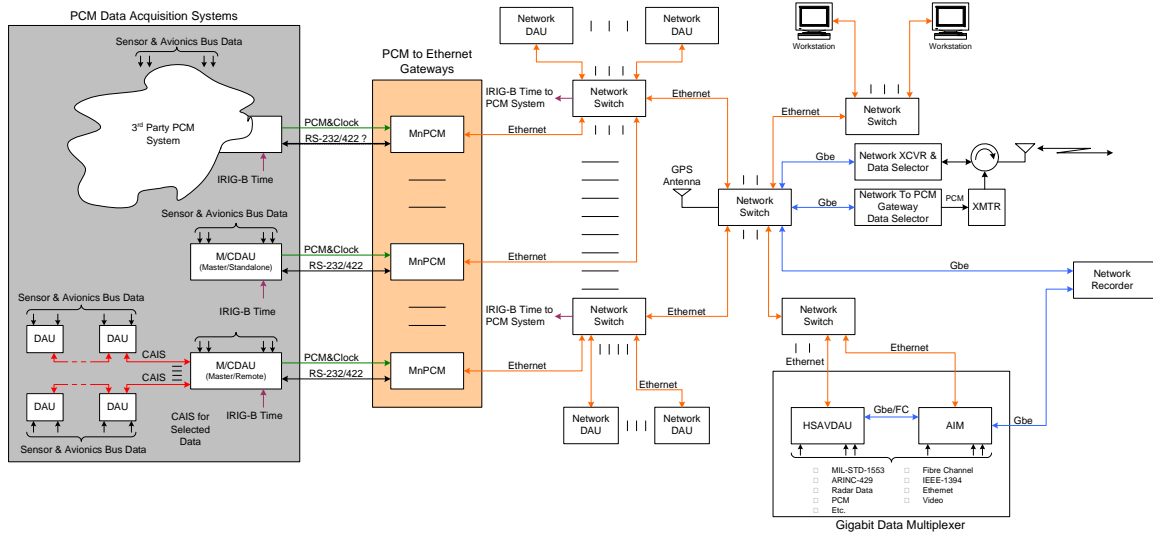 PCM Data Acquisition Systems
Sensor & Avionics Bus Data
3rd Party PCM
System
PCM&Clock
RS-232/422 ?
IRIG-B Time
Sensor & Avionics Bus Data
M/CDAU
(Master/Standalone)
PCM&Clock
RS-232/422
IRIG-B Time
Sensor & Avionics Bus Data
DAU
DAU
CAIS
CAIS
DAU
DAU
Sensor & Avionics Bus Data
Sensor & Avionics Bus Data
M/CDAU
(Master/Remote)
PCM&Clock
RS-232/422
IRIG-B Time
CAIS for
Selected
Data
PCM to Ethernet
Gateways
MnPCM
MnPCM
MnPCM
Ethernet
Ethernet
Ethernet
Network
DAU
Network
DAU
IRIG-B Time to
PCM System
Network
Switch
Ethernet
IRIG-B Time to
PCM System
Network
Switch
Ethernet
Network
DAU
Network
DAU
GPS
Antenna
Network
Switch
Workstation
Workstation
Ethernet
Network
Switch
Gbe
Network XCVR &
Data Selector
Gbe
Network To PCM
Gateway
Data Selector
PCM
XMTR
Gbe
Network
Recorder
Network
Switch
Ethernet
Ethernet
HSAVDAU
Gbe/FC
AIM
Gbe
MIL-STD-1553
ARINC-429
Radar Data
PCM
Etc.
Fibre Channel
IEEE-1394
Ethernet
Video
Gigabit Data Multiplexer